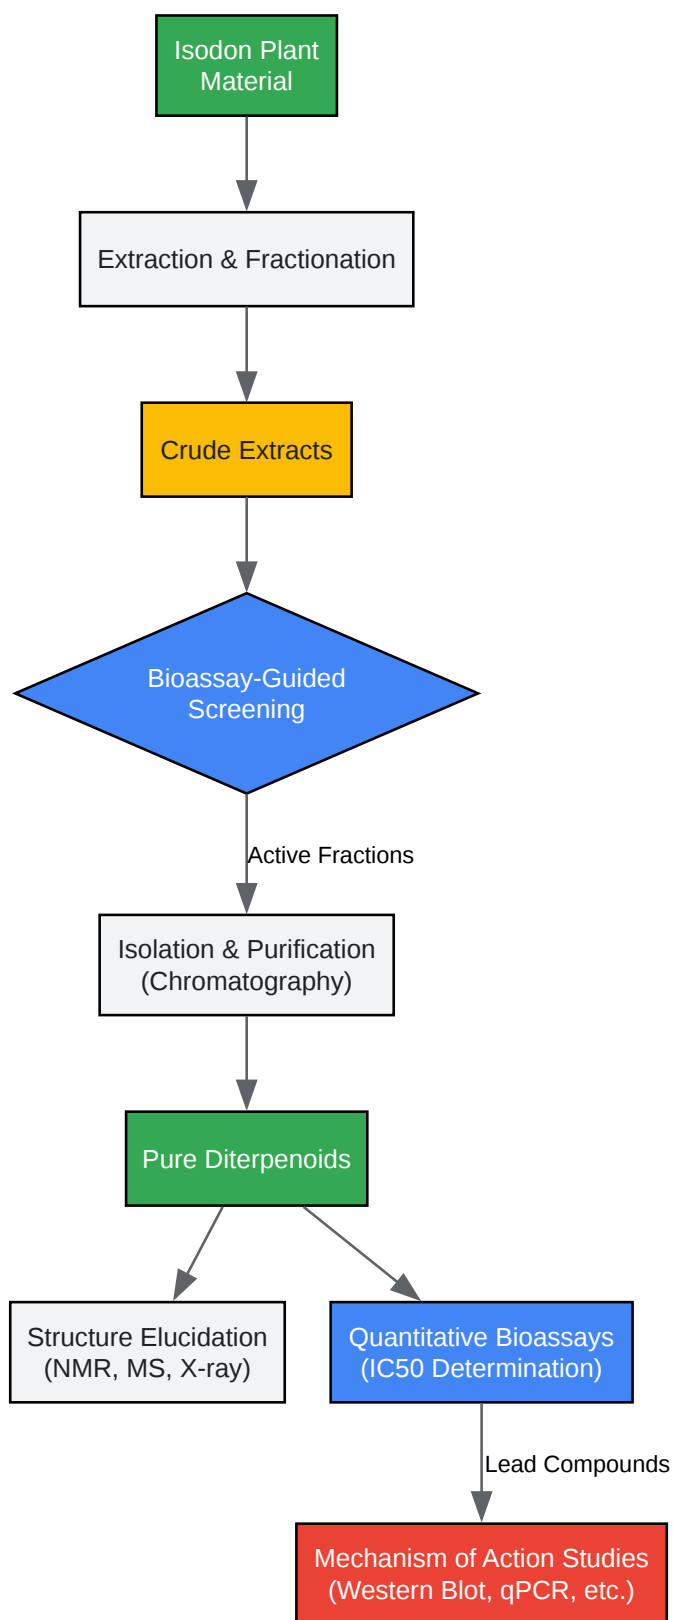 Isodon Plant
Material
Extraction & Fractionation
Crude Extracts
Bioassay-Guided
Screening
Active Fractions
Isolation & Purification
(Chromatography)
Pure Diterpenoids
Structure Elucidation
(NMR, MS, X-ray)
Quantitative Bioassays
(IC50 Determination)
Lead Compounds
Mechanism of Action Studies
(Western Blot, qPCR, etc.)